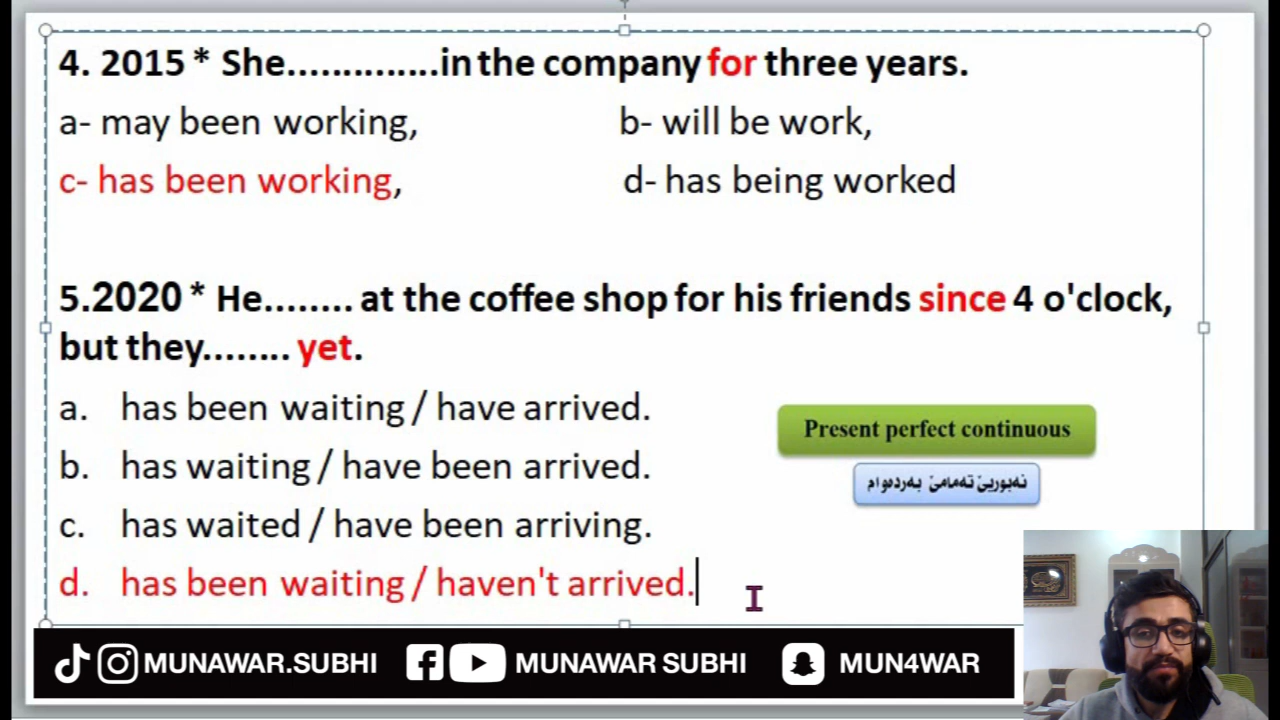 4. 2015 * She..............in the company for three years.
a- may been working,
b- will be work,
c- has been working,
d- has being worked
5.2020 * He........ at the coffee shop for his friends since 4 o'clock,
but they........ yet.
a. has been waiting / have arrived.
b. has waiting / have been arrived.
c. has waited / have been arriving.
d. has been waiting / haven't arrived.
Present perfect continuous
نەبوریێ تەمامێ بەردەوام
MUNAWAR.SUBHI MUNAWAR SUBHI MUN4WAR